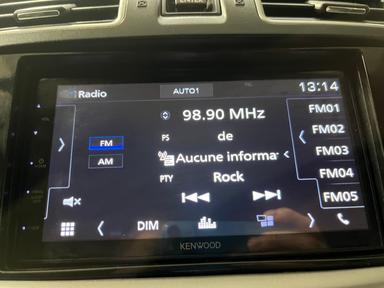 ENTER
Radio
AUTO1
13:14
98.90 MHz
FM01
PS
de
FM02
FM
Aucune informa
FM03
AM
PTY
Rock
FM04
FM05
DIM
KENWOOD